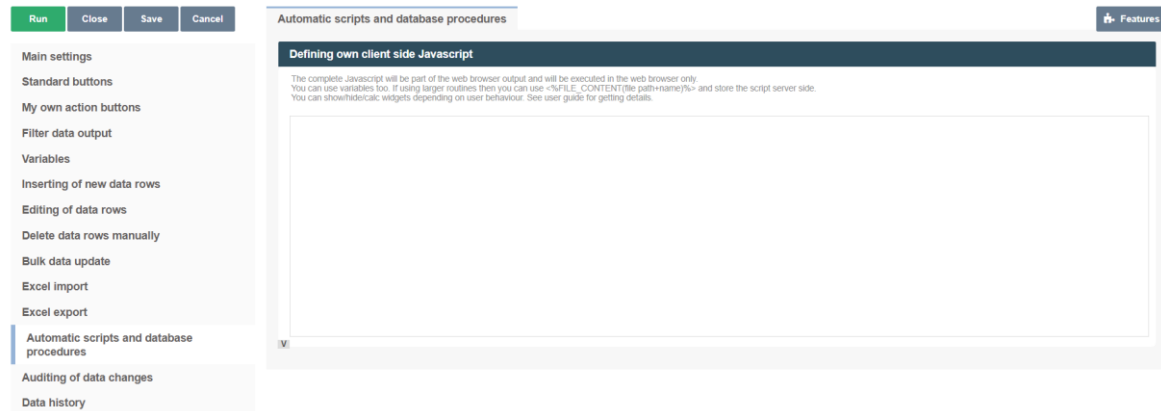 Run Close Save Cancel
Main settings
Standard buttons
My own action buttons
Filter data output
Variables
Inserting of new data rows
Editing of data rows
Delete data rows manually
Bulk data update
Excel import
Excel export
Automatic scripts and database
procedures
Auditing of data changes
Data history
Automatic scripts and database procedures
Features
Defining own client side Javascript
The complete Javascript will be part of the web browser output and will be executed in the web browser only.
You can use variables too. If using larger routines then you can use <%FILE_CONTENT(file path+name)%> and store the script server side.
You can show/hide/calc widgets depending on user behaviour. See user guide for getting details.
V